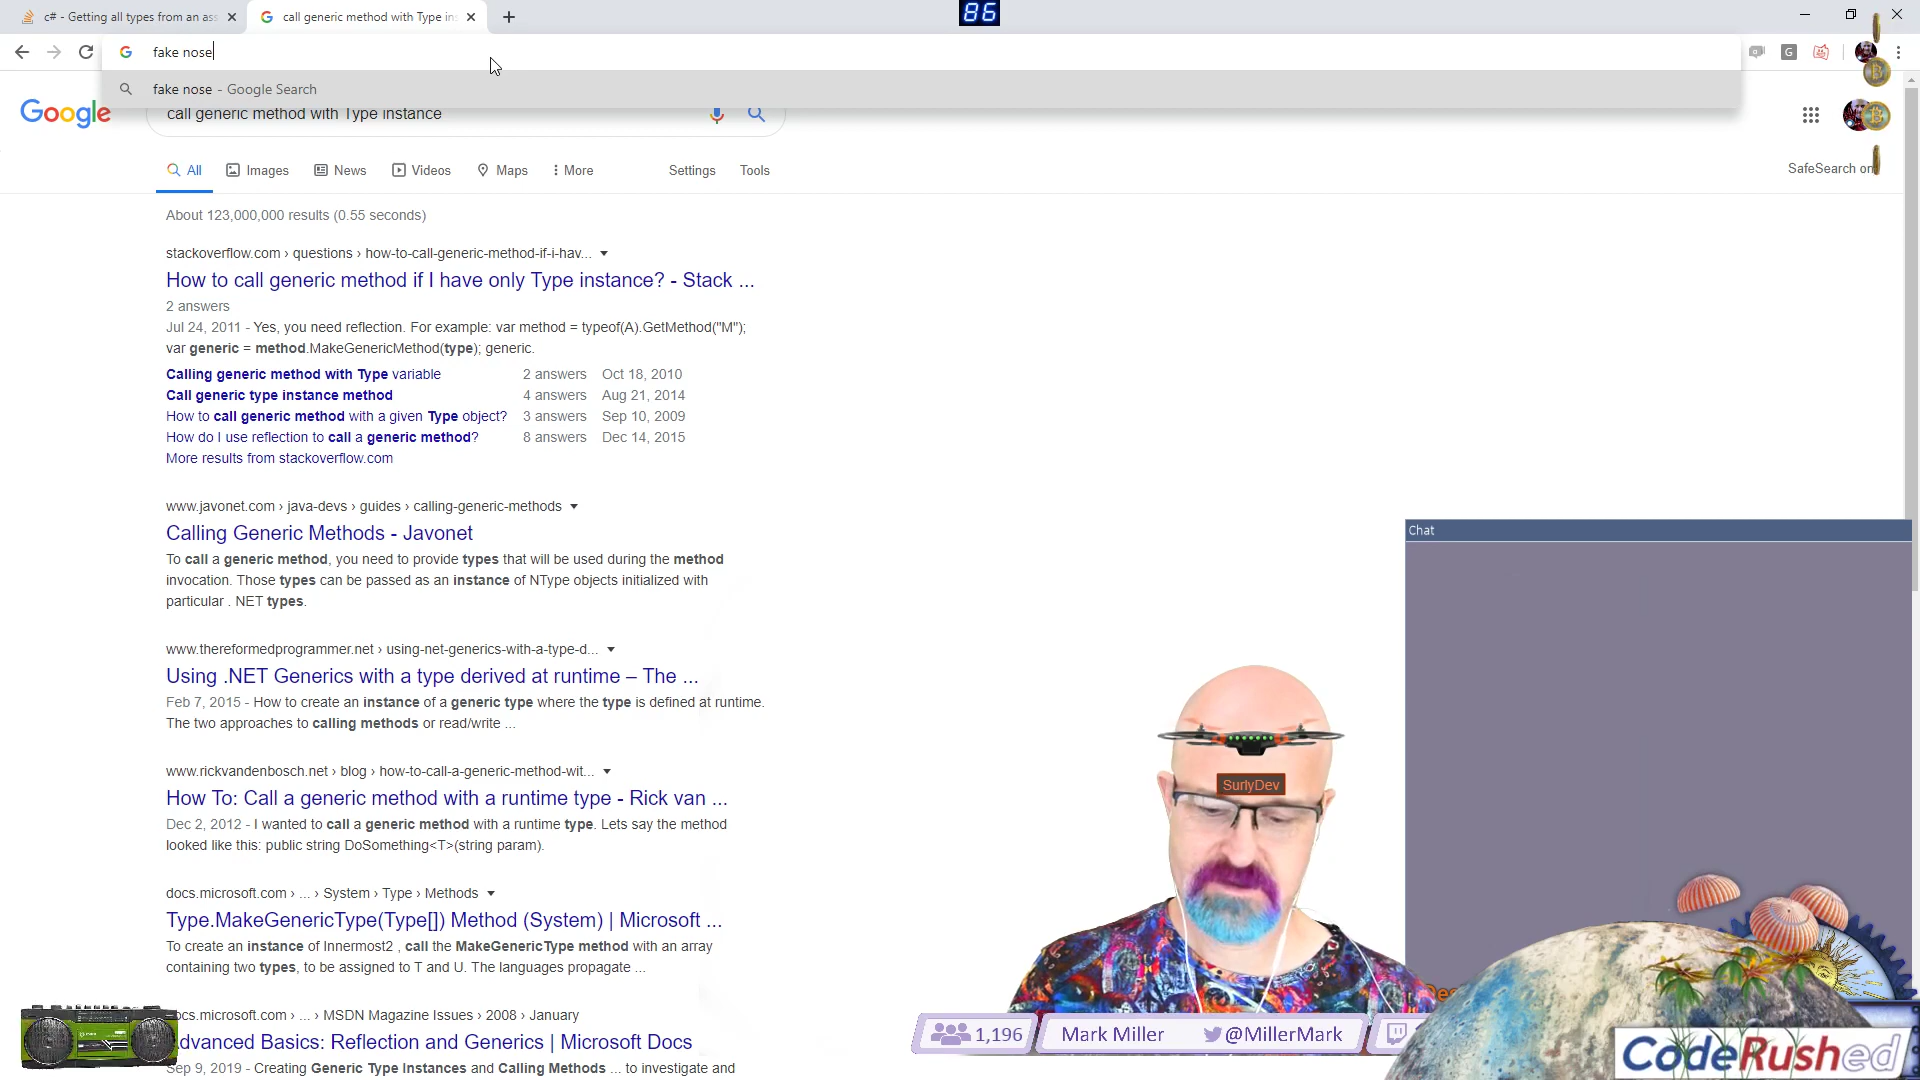 c# - Getting all types from an ass
call generic method with Type in
86
fake nose
fake nose - Google Search
Google
call generic method with Type instance
All
Images
News
Videos
Maps
More
Settings
Tools
SafeSearch on
About 123,000,000 results (0.55 seconds)
stackoverflow.com › questions › how-to-call-generic-method-if-i-hav...
How to call generic method if I have only Type instance? - Stack ...
2 answers
Jul 24, 2011 - Yes, you need reflection. For example: var method = typeof(A).GetMethod("M");
var generic = method.MakeGenericMethod(type); generic.
Calling generic method with Type variable 2 answers Oct 18, 2010
Call generic type instance method 4 answers Aug 21, 2014
How to call generic method with a given Type object? 3 answers Sep 10, 2009
How do I use reflection to call a generic method? 8 answers Dec 14, 2015
More results from stackoverflow.com
www.javonet.com › java-devs › guides › calling-generic-methods
Calling Generic Methods - Javonet
To call a generic method, you need to provide types that will be used during the method
invocation. Those types can be passed as an instance of NType objects initialized with
particular . NET types.
www.thereformedprogrammer.net › using-net-generics-with-a-type-d...
Using .NET Generics with a type derived at runtime – The ...
Feb 7, 2015 - How to create an instance of a generic type where the type is defined at runtime.
The two approaches to calling methods or read/write ...
www.rickvandenbosch.net › blog › how-to-call-a-generic-method-wit...
How To: Call a generic method with a runtime type - Rick van ...
Dec 2, 2012 - I wanted to call a generic method with a runtime type. Lets say the method
looked like this: public string DoSomething<T>(string param).
docs.microsoft.com › ... › System › Type › Methods
Type.MakeGenericType(Type[]) Method (System) | Microsoft ...
To create an instance of Innermost2 , call the MakeGenericType method with an array
containing two types, to be assigned to T and U. The languages propagate ...
ocs.microsoft.com › ... › MSDN Magazine Issues › 2008 › January
dvanced Basics: Reflection and Generics | Microsoft Docs
Sep 9, 2019 - Creating Generic Type Instances and Calling Methods ... to investigate and
Chat
SurlyDev
1,196
Mark Miller
@MillerMark
CodeRushed